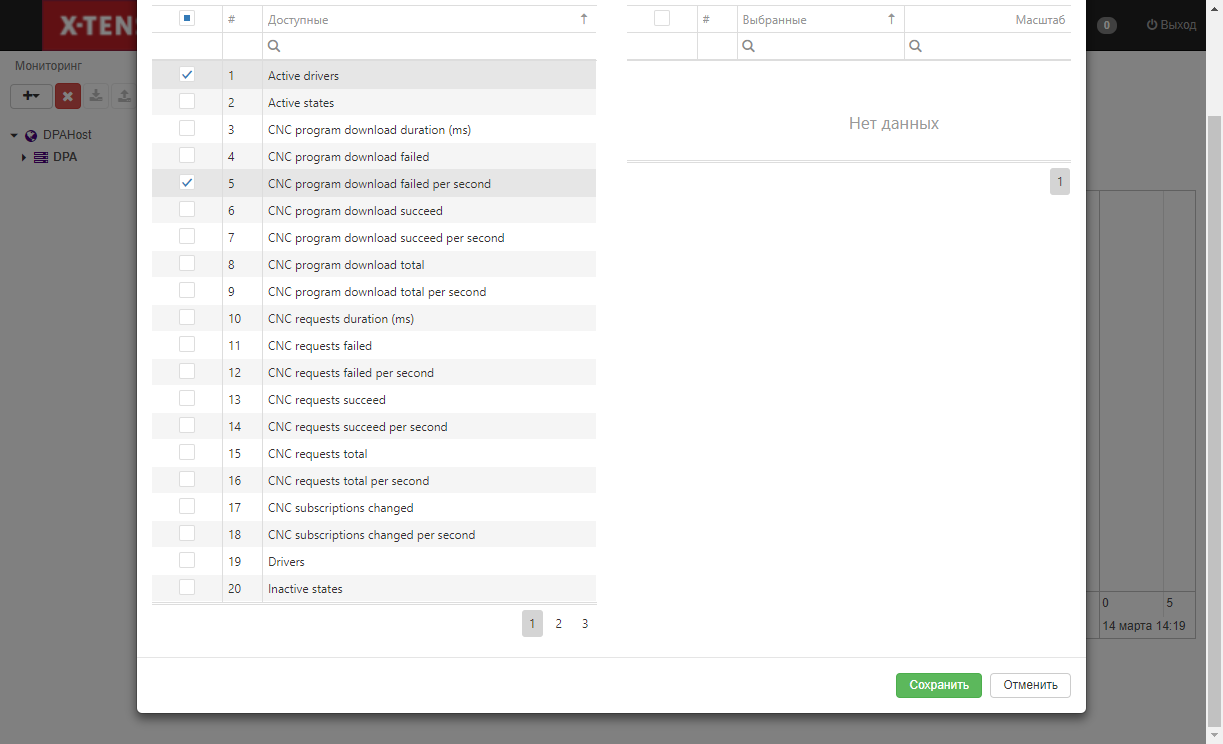 X-TENS
0
Выход
Мониторинг
DPAHost
DPA
# Доступные
1 Active drivers
2 Active states
3 CNC program download duration (ms)
4 CNC program download failed
5 CNC program download failed per second
6 CNC program download succeed
7 CNC program download succeed per second
8 CNC program download total
9 CNC program download total per second
10 CNC requests duration (ms)
11 CNC requests failed
12 CNC requests failed per second
13 CNC requests succeed
14 CNC requests succeed per second
15 CNC requests total
16 CNC requests total per second
17 CNC subscriptions changed
18 CNC subscriptions changed per second
19 Drivers
20 Inactive states
1 2 3
# Выбранные Масштаб
Нет данных
1
0 5
14 марта 14:19
Сохранить Отменить